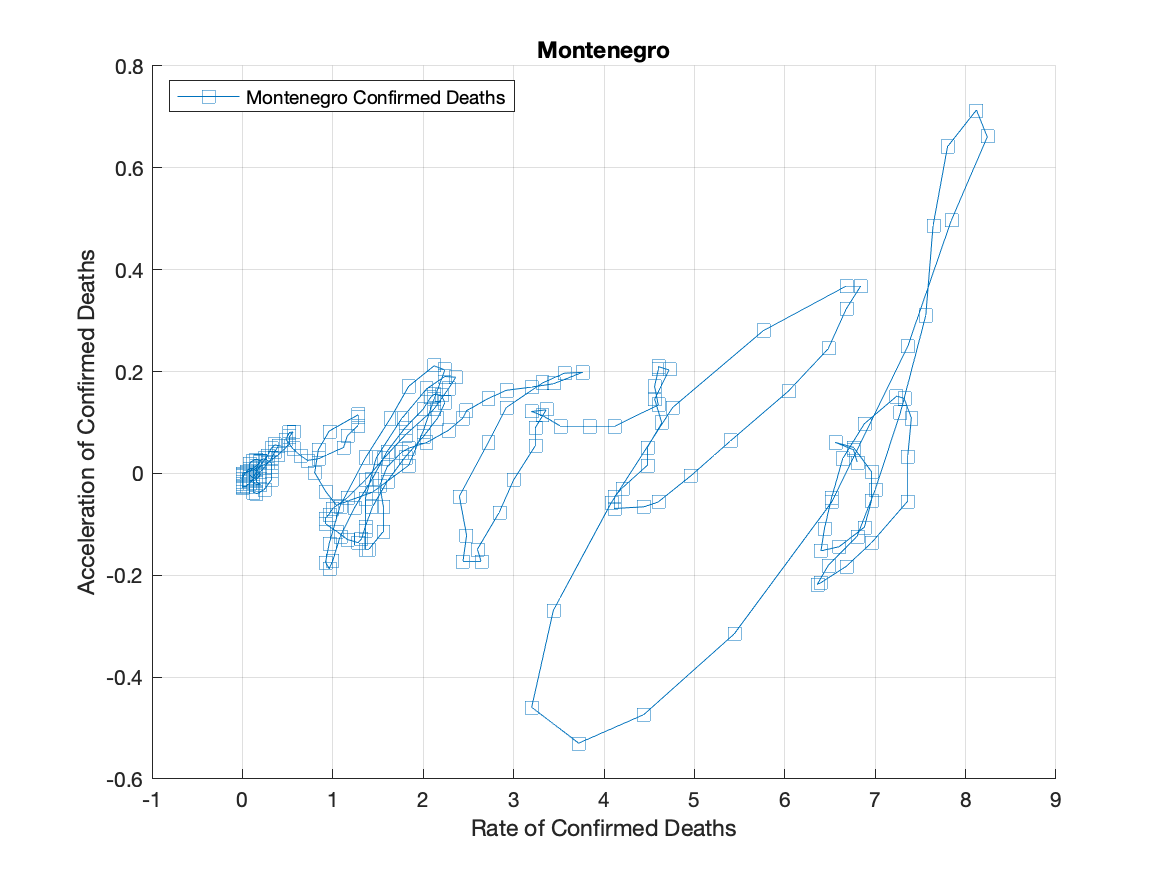 Montenegro
Montenegro Confirmed Deaths
0.8
0.6
0.4
0.2
0
-0.2
-0.4
-0.6
Acceleration of Confirmed Deaths
-1 0 1 2 3 4 5 6 7 8 9
Rate of Confirmed Deaths